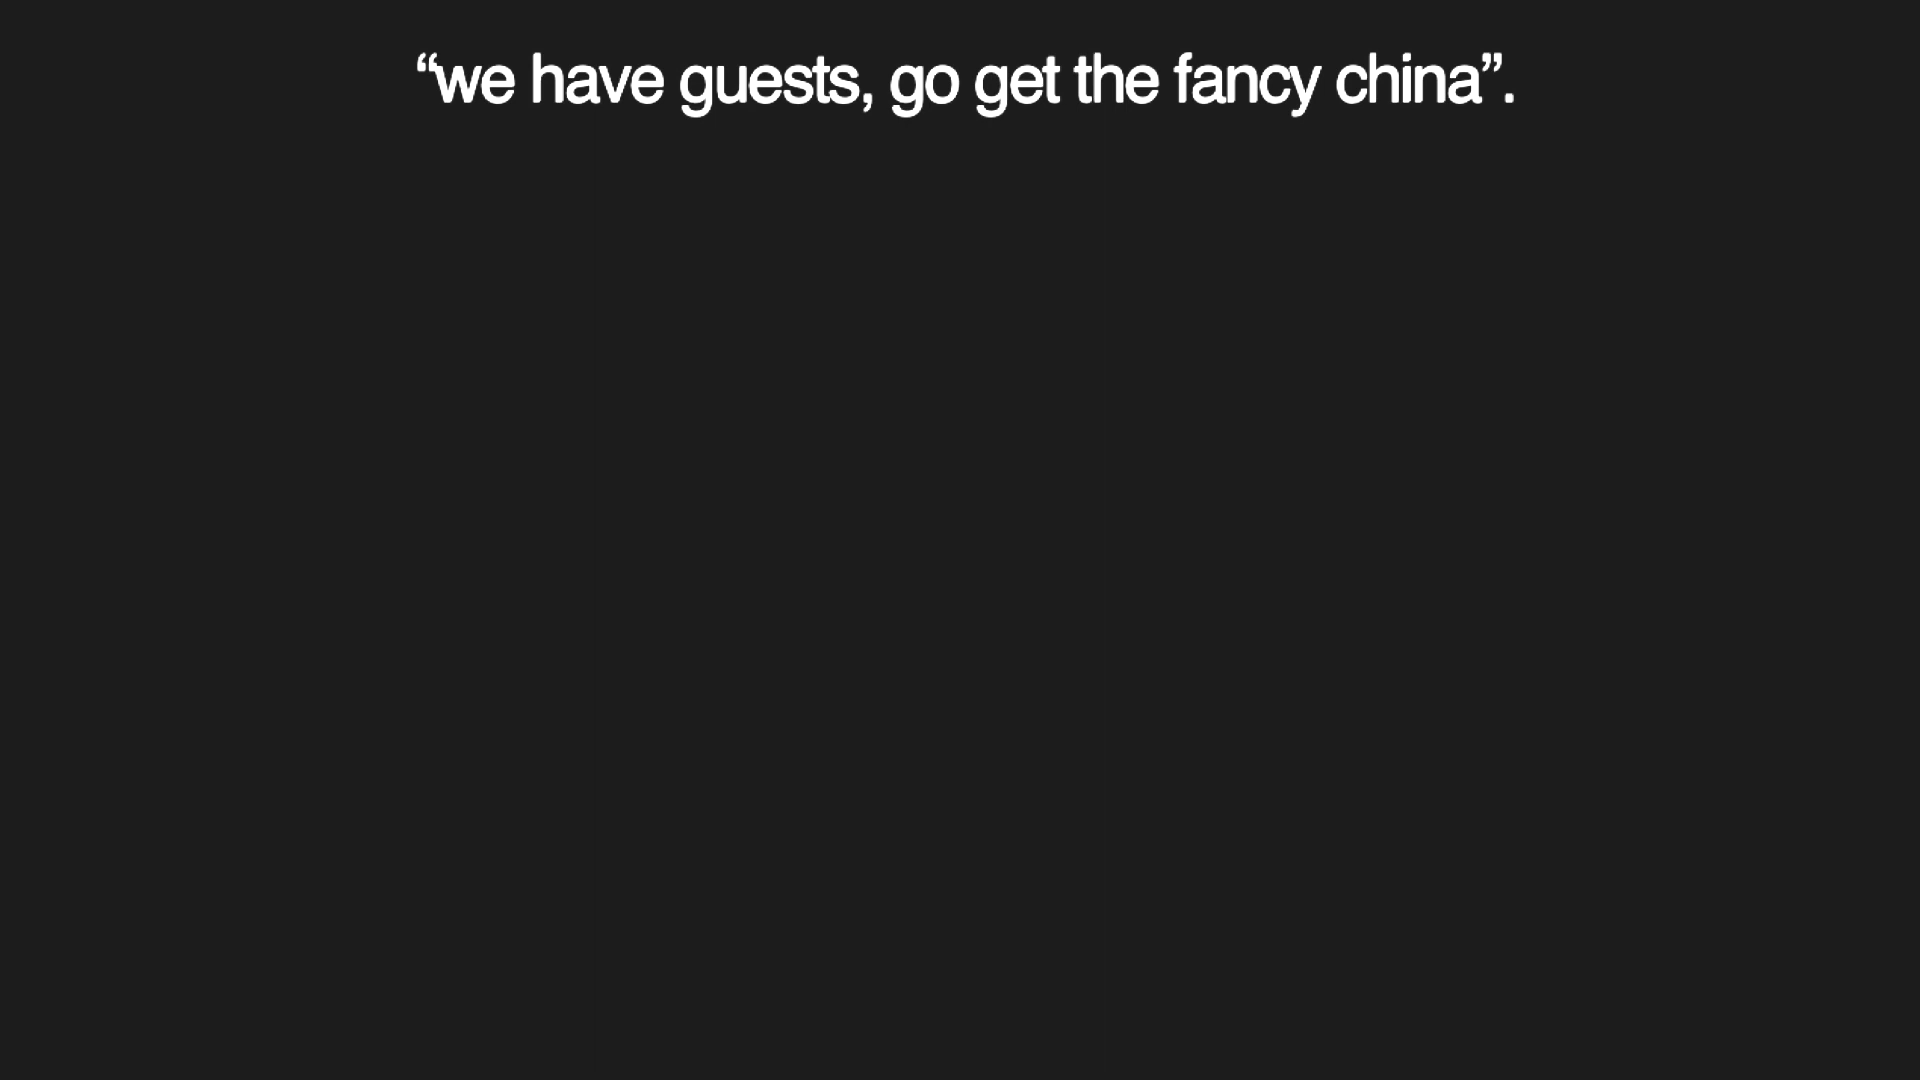 “we have guests, go get the fancy china”.